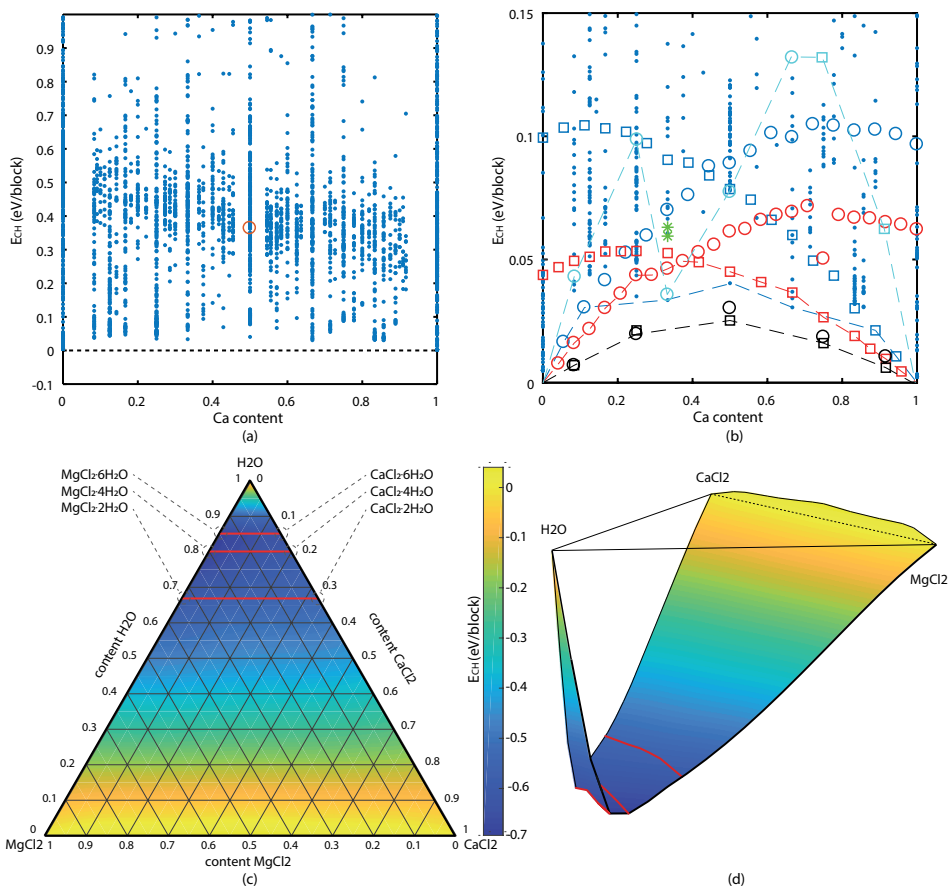 0.9
0.8
0.7
0.6
0.5
0.4
0.3
0.2
0.1
0
-0.1
E_CH (eV/block)
0 0.2 0.4 0.6 0.8 1
Ca content
(a)
0.15
0.1
0.05
0
E_CH (eV/block)
0 0.2 0.4 0.6 0.8 1
Ca content
(b)
H2O
1 0
MgCl2·6H2O
MgCl2·4H2O
MgCl2·2H2O
CaCl2·6H2O
CaCl2·4H2O
CaCl2·2H2O
0.9 0.1
0.8 0.2
0.7 0.3
0.6 0.4
0.5 0.5
0.4 0.6
0.3 0.7
0.2 0.8
0.1 0.9
0 1
content H2O
content CaCl2
MgCl2 1 0.9 0.8 0.7 0.6 0.5 0.4 0.3 0.2 0.1 0 CaCl2
content MgCl2
(c)
0
-0.1
-0.2
-0.3
-0.4
-0.5
-0.6
-0.7
E_CH (eV/block)
CaCl2
H2O
MgCl2
(d)